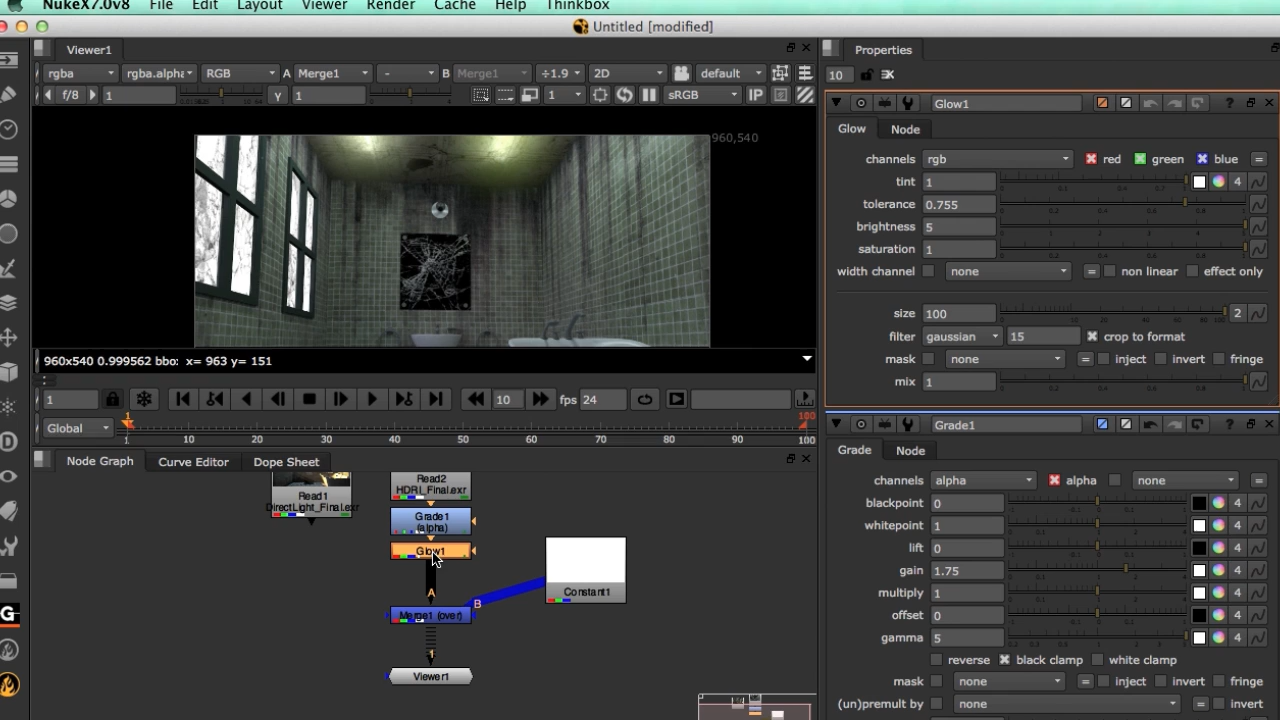 NukeX7.0v8 File Edit Layout Viewer Render Cache Help Thinkbox
Untitled [modified]
Viewer1
Properties
rgba rgba.alpha RGB A Merge1 - B Merge1 ÷1.9 2D default
10
f/8 1 Y 1 1 sRGB IP
Glow1
960,540
Glow Node
channels rgb red green blue =
tint 1 4
tolerance 0.755
brightness 5
saturation 1
width channel none = non linear effect only
size 100 2
filter gaussian 15 crop to format
mask none = inject invert fringe
mix 1
960x540 0.999562 bbo: x= 963 y= 151
1 10 fps 24
Global 1 1 10 20 30 40 50 60 70 80 90 100 100
Node Graph Curve Editor Dope Sheet
Grade1
Grade Node
channels alpha alpha none =
blackpoint 0 4
whitepoint 1 4
lift 0 4
gain 1.75 4
multiply 1 4
offset 0 4
gamma 5 4
reverse black clamp white clamp
mask none = inject invert fringe
(un)premult by none = invert
Read1
DirectLight_Final.exr
Read2
HDRI_Final.exr
Grade1
(alpha)
Glow1
A
B
Constant1
Merge1 (over)
1
Viewer1